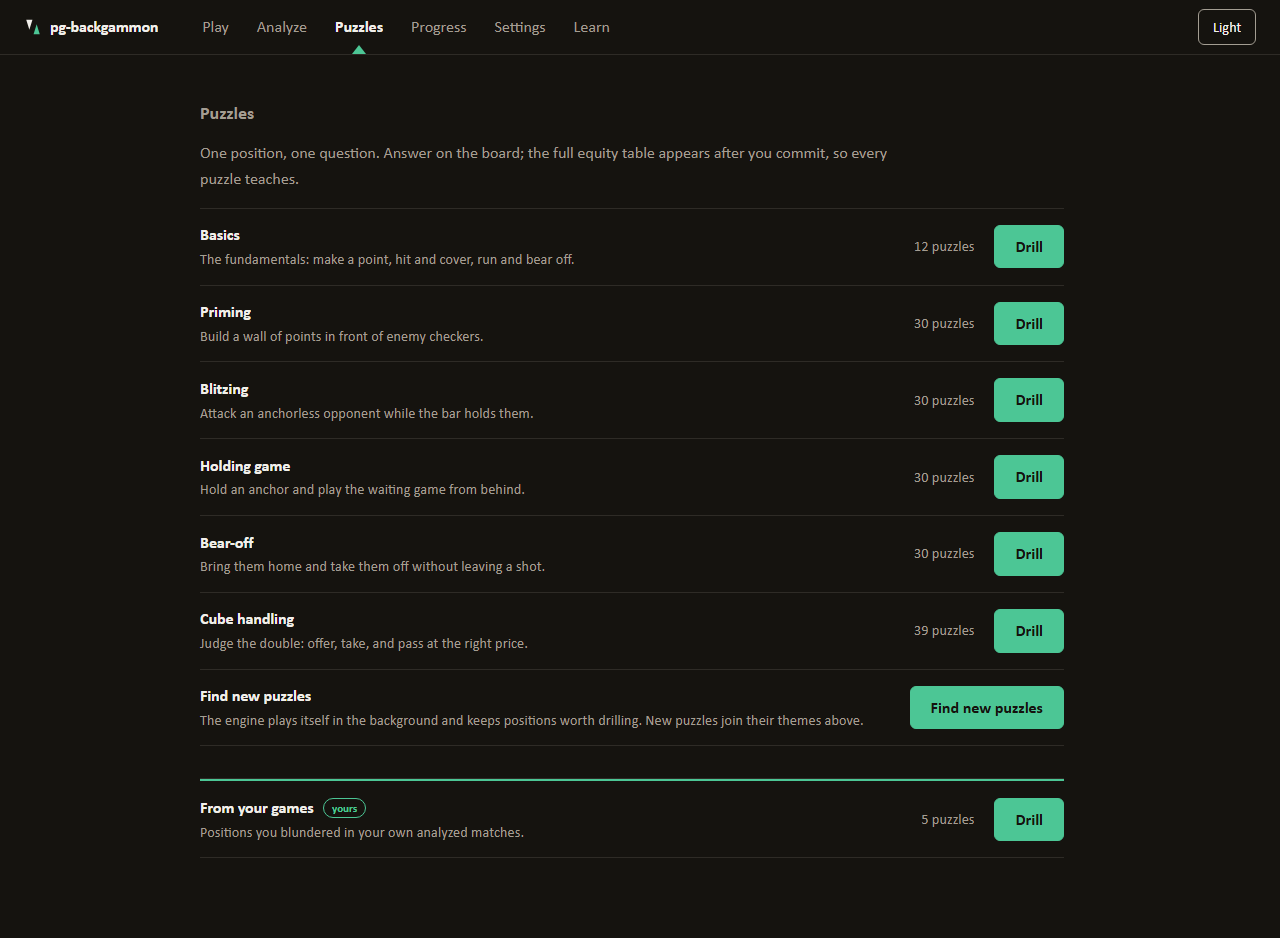 pg-backgammon
Play
Analyze
Puzzles
Progress
Settings
Learn
Light
Puzzles
One position, one question. Answer on the board; the full equity table appears after you commit, so every
puzzle teaches.
Basics
The fundamentals: make a point, hit and cover, run and bear off.
12 puzzles
Drill
Priming
Build a wall of points in front of enemy checkers.
30 puzzles
Drill
Blitzing
Attack an anchorless opponent while the bar holds them.
30 puzzles
Drill
Holding game
Hold an anchor and play the waiting game from behind.
30 puzzles
Drill
Bear-off
Bring them home and take them off without leaving a shot.
30 puzzles
Drill
Cube handling
Judge the double: offer, take, and pass at the right price.
39 puzzles
Drill
Find new puzzles
The engine plays itself in the background and keeps positions worth drilling. New puzzles join their themes above.
Find new puzzles
From your games
yours
Positions you blundered in your own analyzed matches.
5 puzzles
Drill